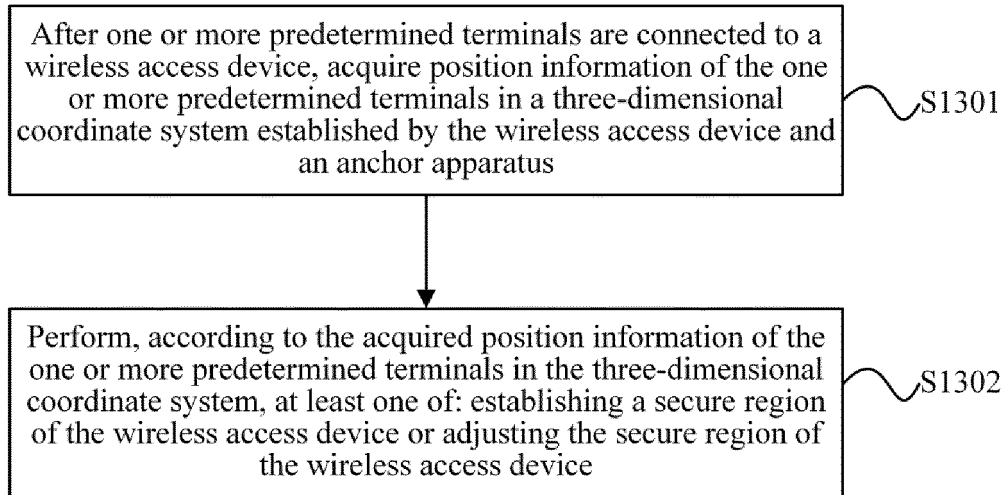 After one or more predetermined terminals are connected to a
wireless access device, acquire position information of the one
or more predetermined terminals in a three-dimensional
coordinate system established by the wireless access device and
an anchor apparatus
S1301
Perform, according to the acquired position information of the
one or more predetermined terminals in the three-dimensional
coordinate system, at least one of: establishing a secure region
of the wireless access device or adjusting the secure region of
the wireless access device
S1302